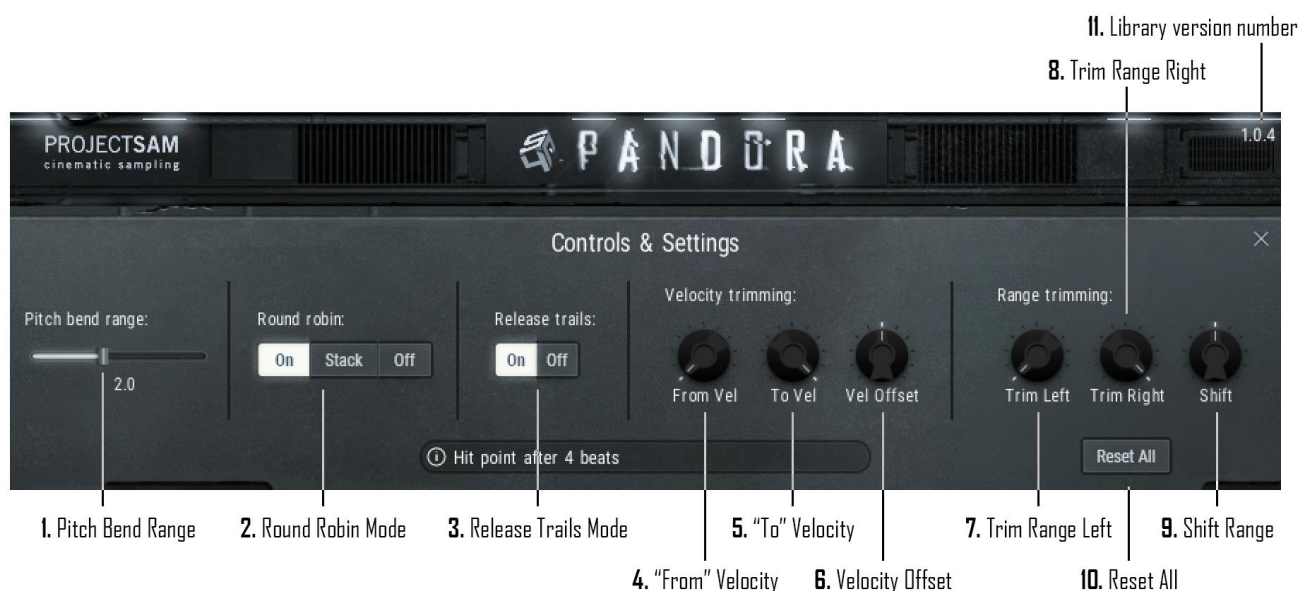 11. Library version number
8. Trim Range Right
PROJECTSAM
cinematic sampling
PANDORA
1.0.4
Controls & Settings
Pitch bend range:
2.0
Round robin:
On Stack Off
Release trails:
On Off
Velocity trimming:
From Vel To Vel Vel Offset
Range trimming:
Trim Left Trim Right Shift
Hit point after 4 beats
Reset All
1. Pitch Bend Range
2. Round Robin Mode
3. Release Trails Mode
5. “To” Velocity
7. Trim Range Left
9. Shift Range
4. “From” Velocity
6. Velocity Offset
10. Reset All